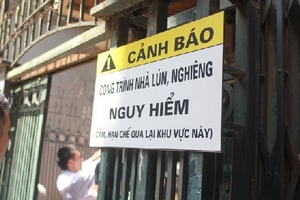 CẢNH BÁO
CÔNG TRÌNH NHÀ LÚN, NGHIÊNG
NGUY HIỂM
(CẤM, HẠN CHẾ QUA LẠI KHU VỰC NÀY)